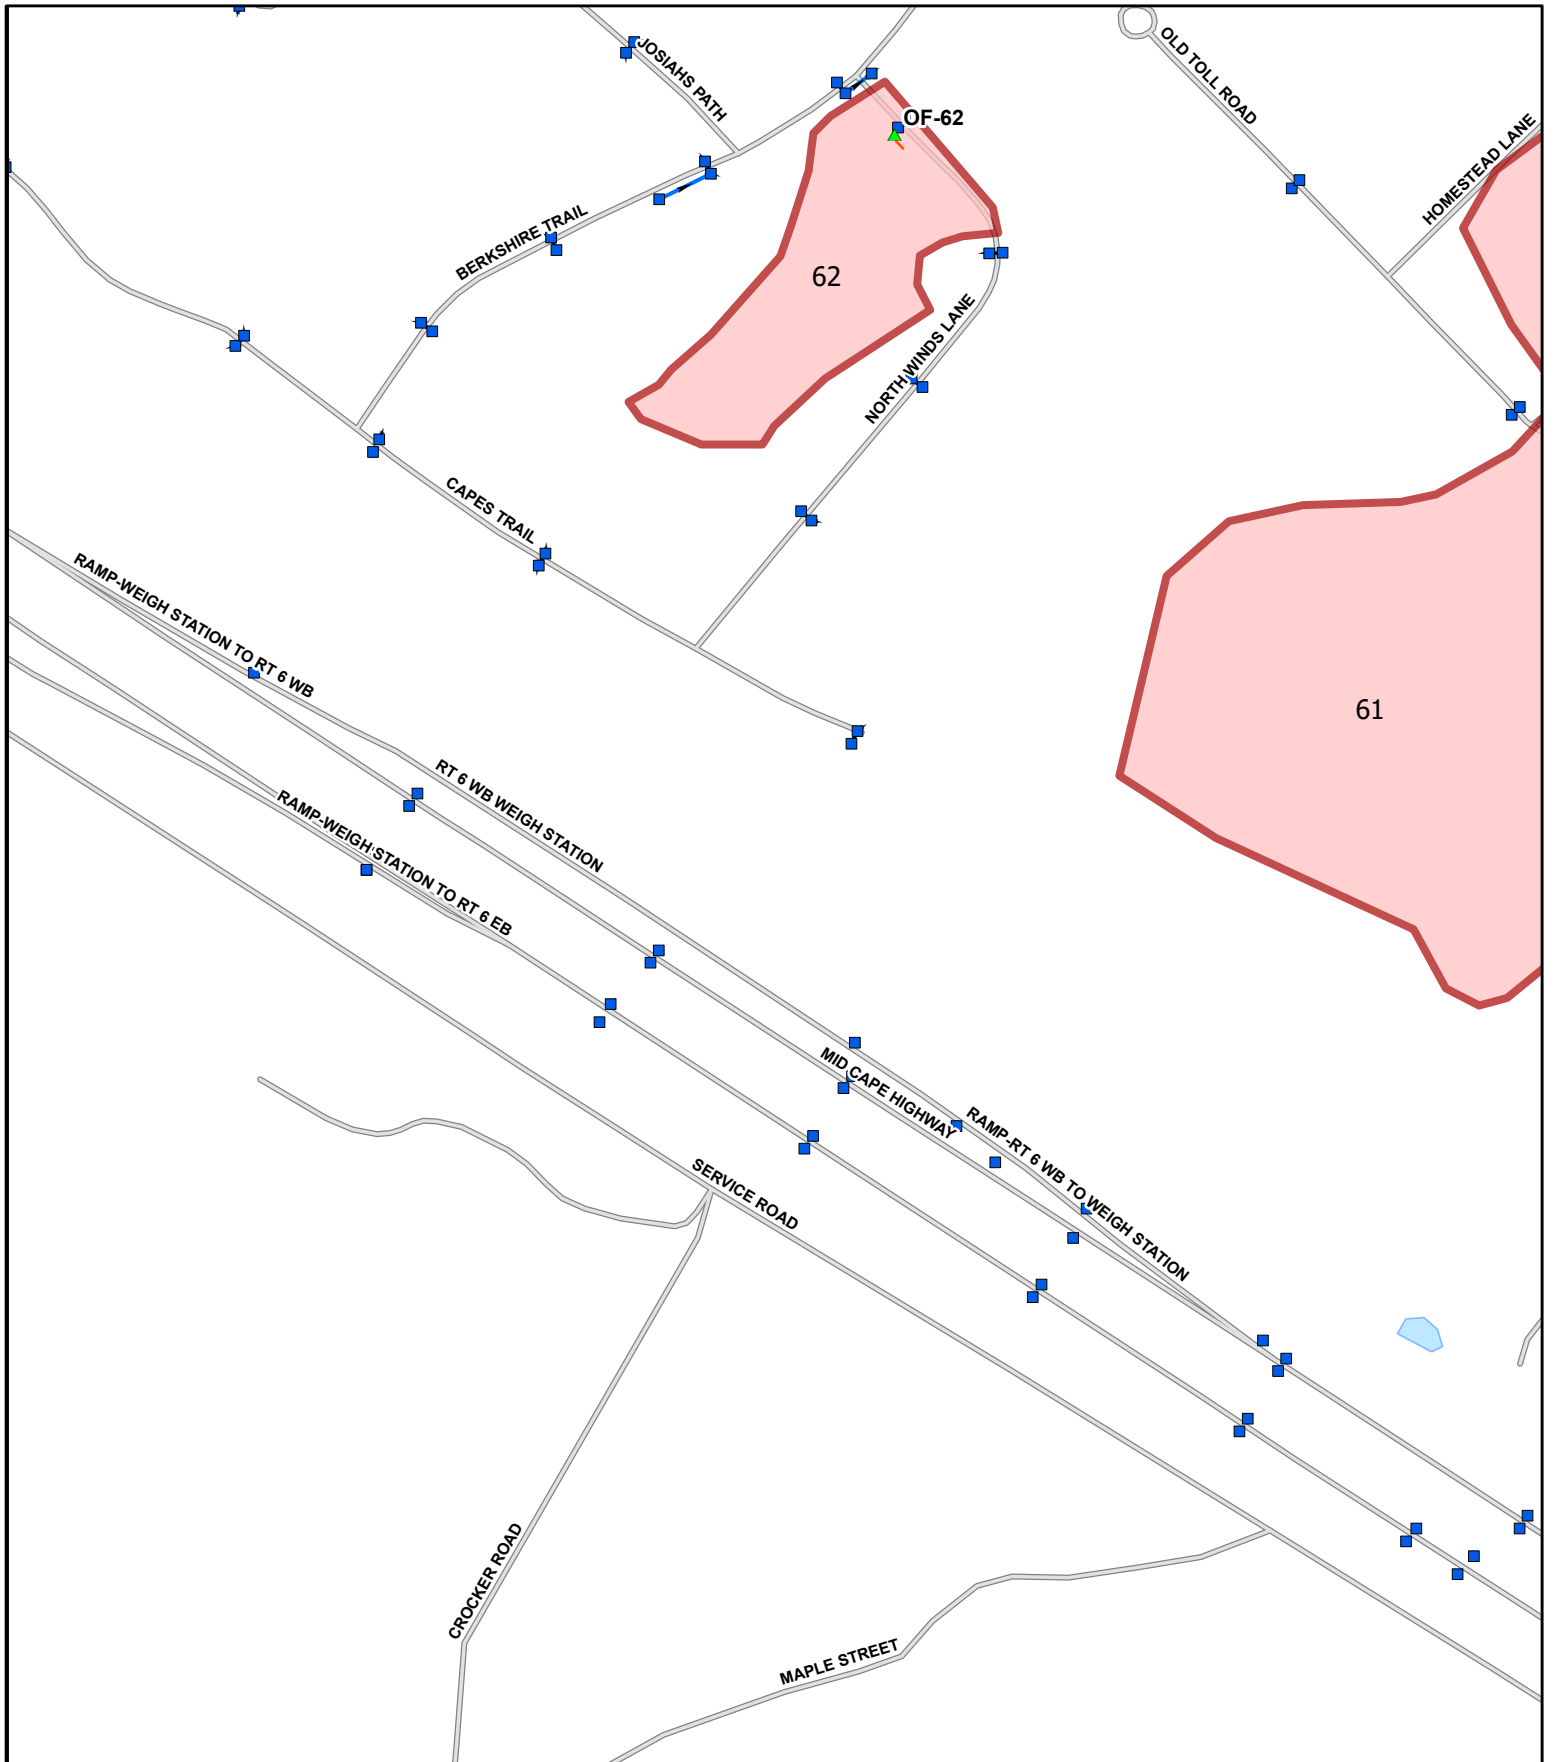 JOSIAHS PATH
OLD TOLL ROAD
OF-62
HOMESTEAD LANE
BERKSHIRE TRAIL
62
NORTH WINDS LANE
CAPES TRAIL
RAMP-WEIGH STATION TO RT 6 WB
61
RT 6 WB WEIGH STATION
RAMP-WEIGH STATION TO RT 6 EB
MID CAPE HIGHWAY
RAMP-RT 6 WB TO WEIGH STATION
SERVICE ROAD
CROCKER ROAD
MAPLE STREET